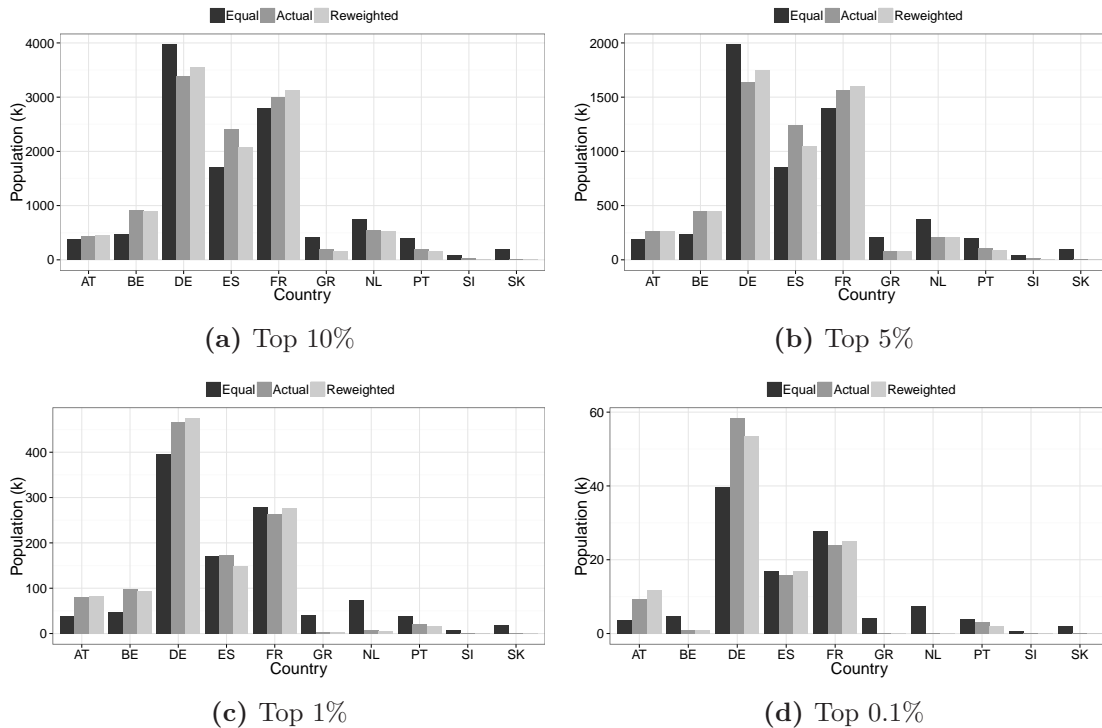 Equal Actual Reweighted
4000
3000
2000
1000
0
Population (k)
AT BE DE ES FR GR NL PT SI SK
Country
(a) Top 10%
Equal Actual Reweighted
2000
1500
1000
500
0
Population (k)
AT BE DE ES FR GR NL PT SI SK
Country
(b) Top 5%
Equal Actual Reweighted
400
300
200
100
0
Population (k)
AT BE DE ES FR GR NL PT SI SK
Country
(c) Top 1%
Equal Actual Reweighted
60
40
20
0
Population (k)
AT BE DE ES FR GR NL PT SI SK
Country
(d) Top 0.1%